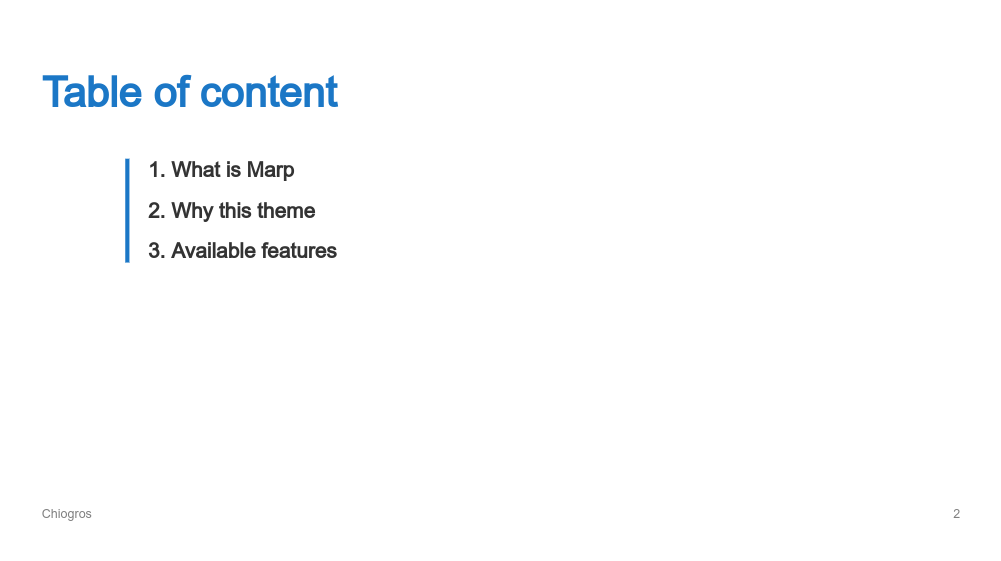 Table of content
1. What is Marp
2. Why this theme
3. Available features
Chiogros
2